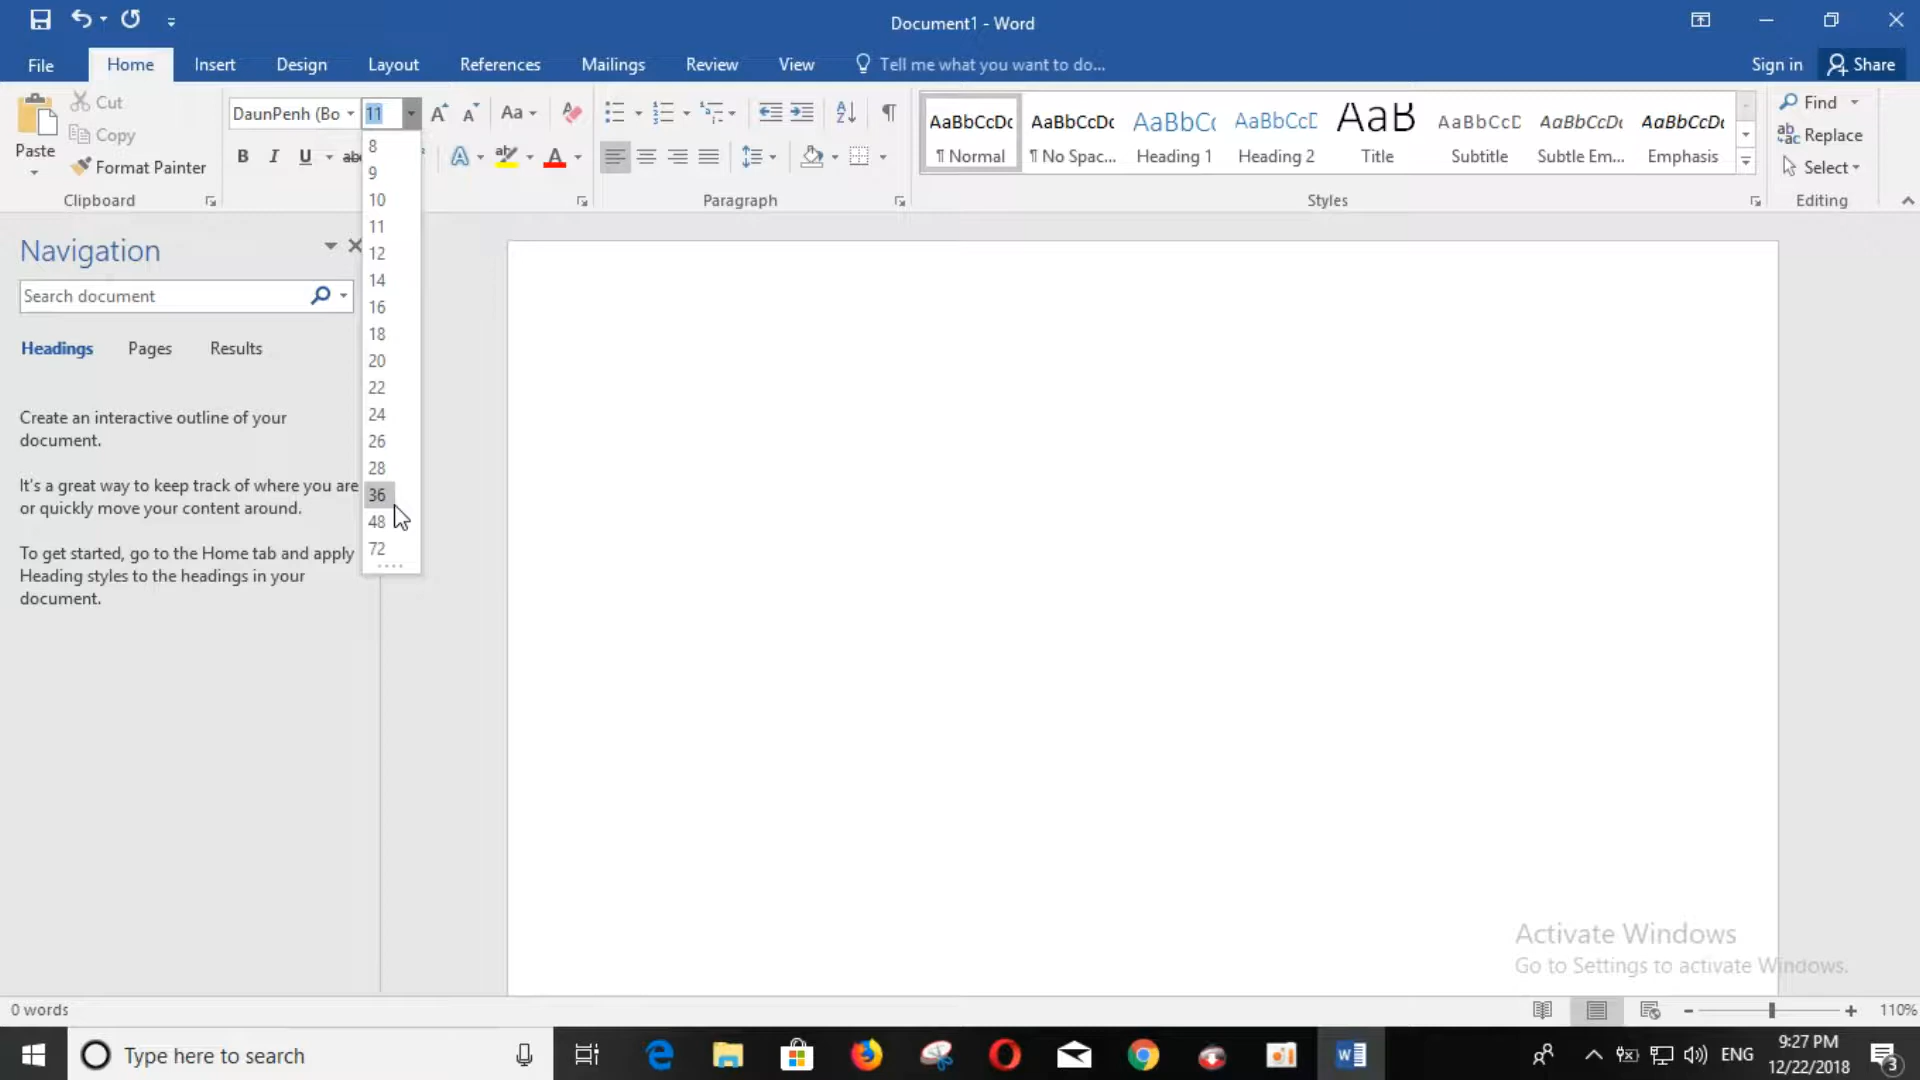 Document1 - Word
File Home Insert Design Layout References Mailings Review View Tell me what you want to do... Sign in Share
Paste
Cut
Copy
Format Painter
Clipboard
DaunPenh (Bo 11
B I U abc
Aa
A
Paragraph
AaBbCcDc AaBbCcDc AaBbC AaBbCcD AaB AaBbCcD AaBbCcDc AaBbCcDc
¶ Normal ¶ No Spac... Heading 1 Heading 2 Title Subtitle Subtle Em... Emphasis
Styles
Find
Replace
Select
Editing
8
9
10
11
12
14
16
18
20
22
24
26
28
36
48
72
Navigation
Search document
Headings Pages Results
Create an interactive outline of your
document.
It's a great way to keep track of where you are
or quickly move your content around.
To get started, go to the Home tab and apply
Heading styles to the headings in your
document.
Activate Windows
Go to Settings to activate Windows.
0 words
110%
Type here to search
ENG
9:27 PM
12/22/2018
3